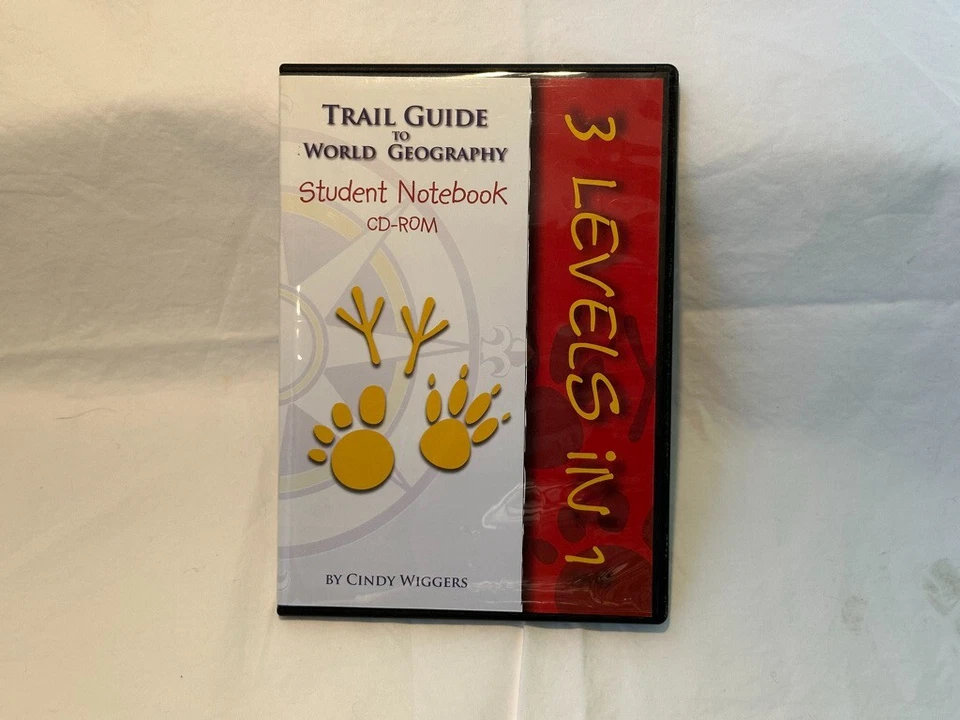 TRAIL GUIDE
TO
WORLD GEOGRAPHY
Student Notebook
CD-ROM
BY CINDY WIGGERS
3 LEVELS iN 1